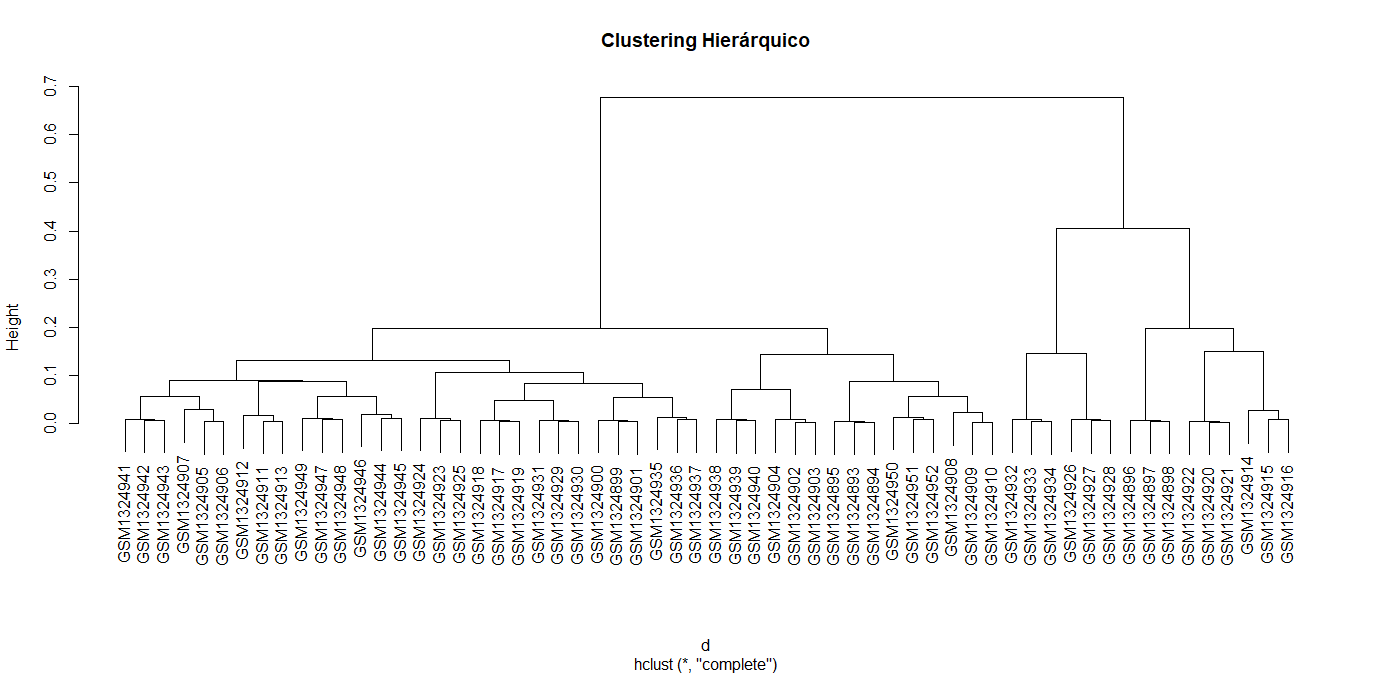 Clustering Hierárquico
Height
0.0
0.1
0.2
0.3
0.4
0.5
0.6
0.7
GSM1324941
GSM1324942
GSM1324943
GSM1324907
GSM1324905
GSM1324906
GSM1324912
GSM1324911
GSM1324913
GSM1324949
GSM1324947
GSM1324948
GSM1324946
GSM1324944
GSM1324945
GSM1324924
GSM1324923
GSM1324925
GSM1324918
GSM1324917
GSM1324919
GSM1324931
GSM1324929
GSM1324930
GSM1324900
GSM1324899
GSM1324901
GSM1324935
GSM1324936
GSM1324937
GSM1324938
GSM1324939
GSM1324940
GSM1324904
GSM1324902
GSM1324903
GSM1324895
GSM1324893
GSM1324894
GSM1324950
GSM1324951
GSM1324952
GSM1324908
GSM1324909
GSM1324910
GSM1324932
GSM1324933
GSM1324934
GSM1324926
GSM1324927
GSM1324928
GSM1324896
GSM1324897
GSM1324898
GSM1324922
GSM1324920
GSM1324921
GSM1324914
GSM1324915
GSM1324916
d
hclust (*, "complete")